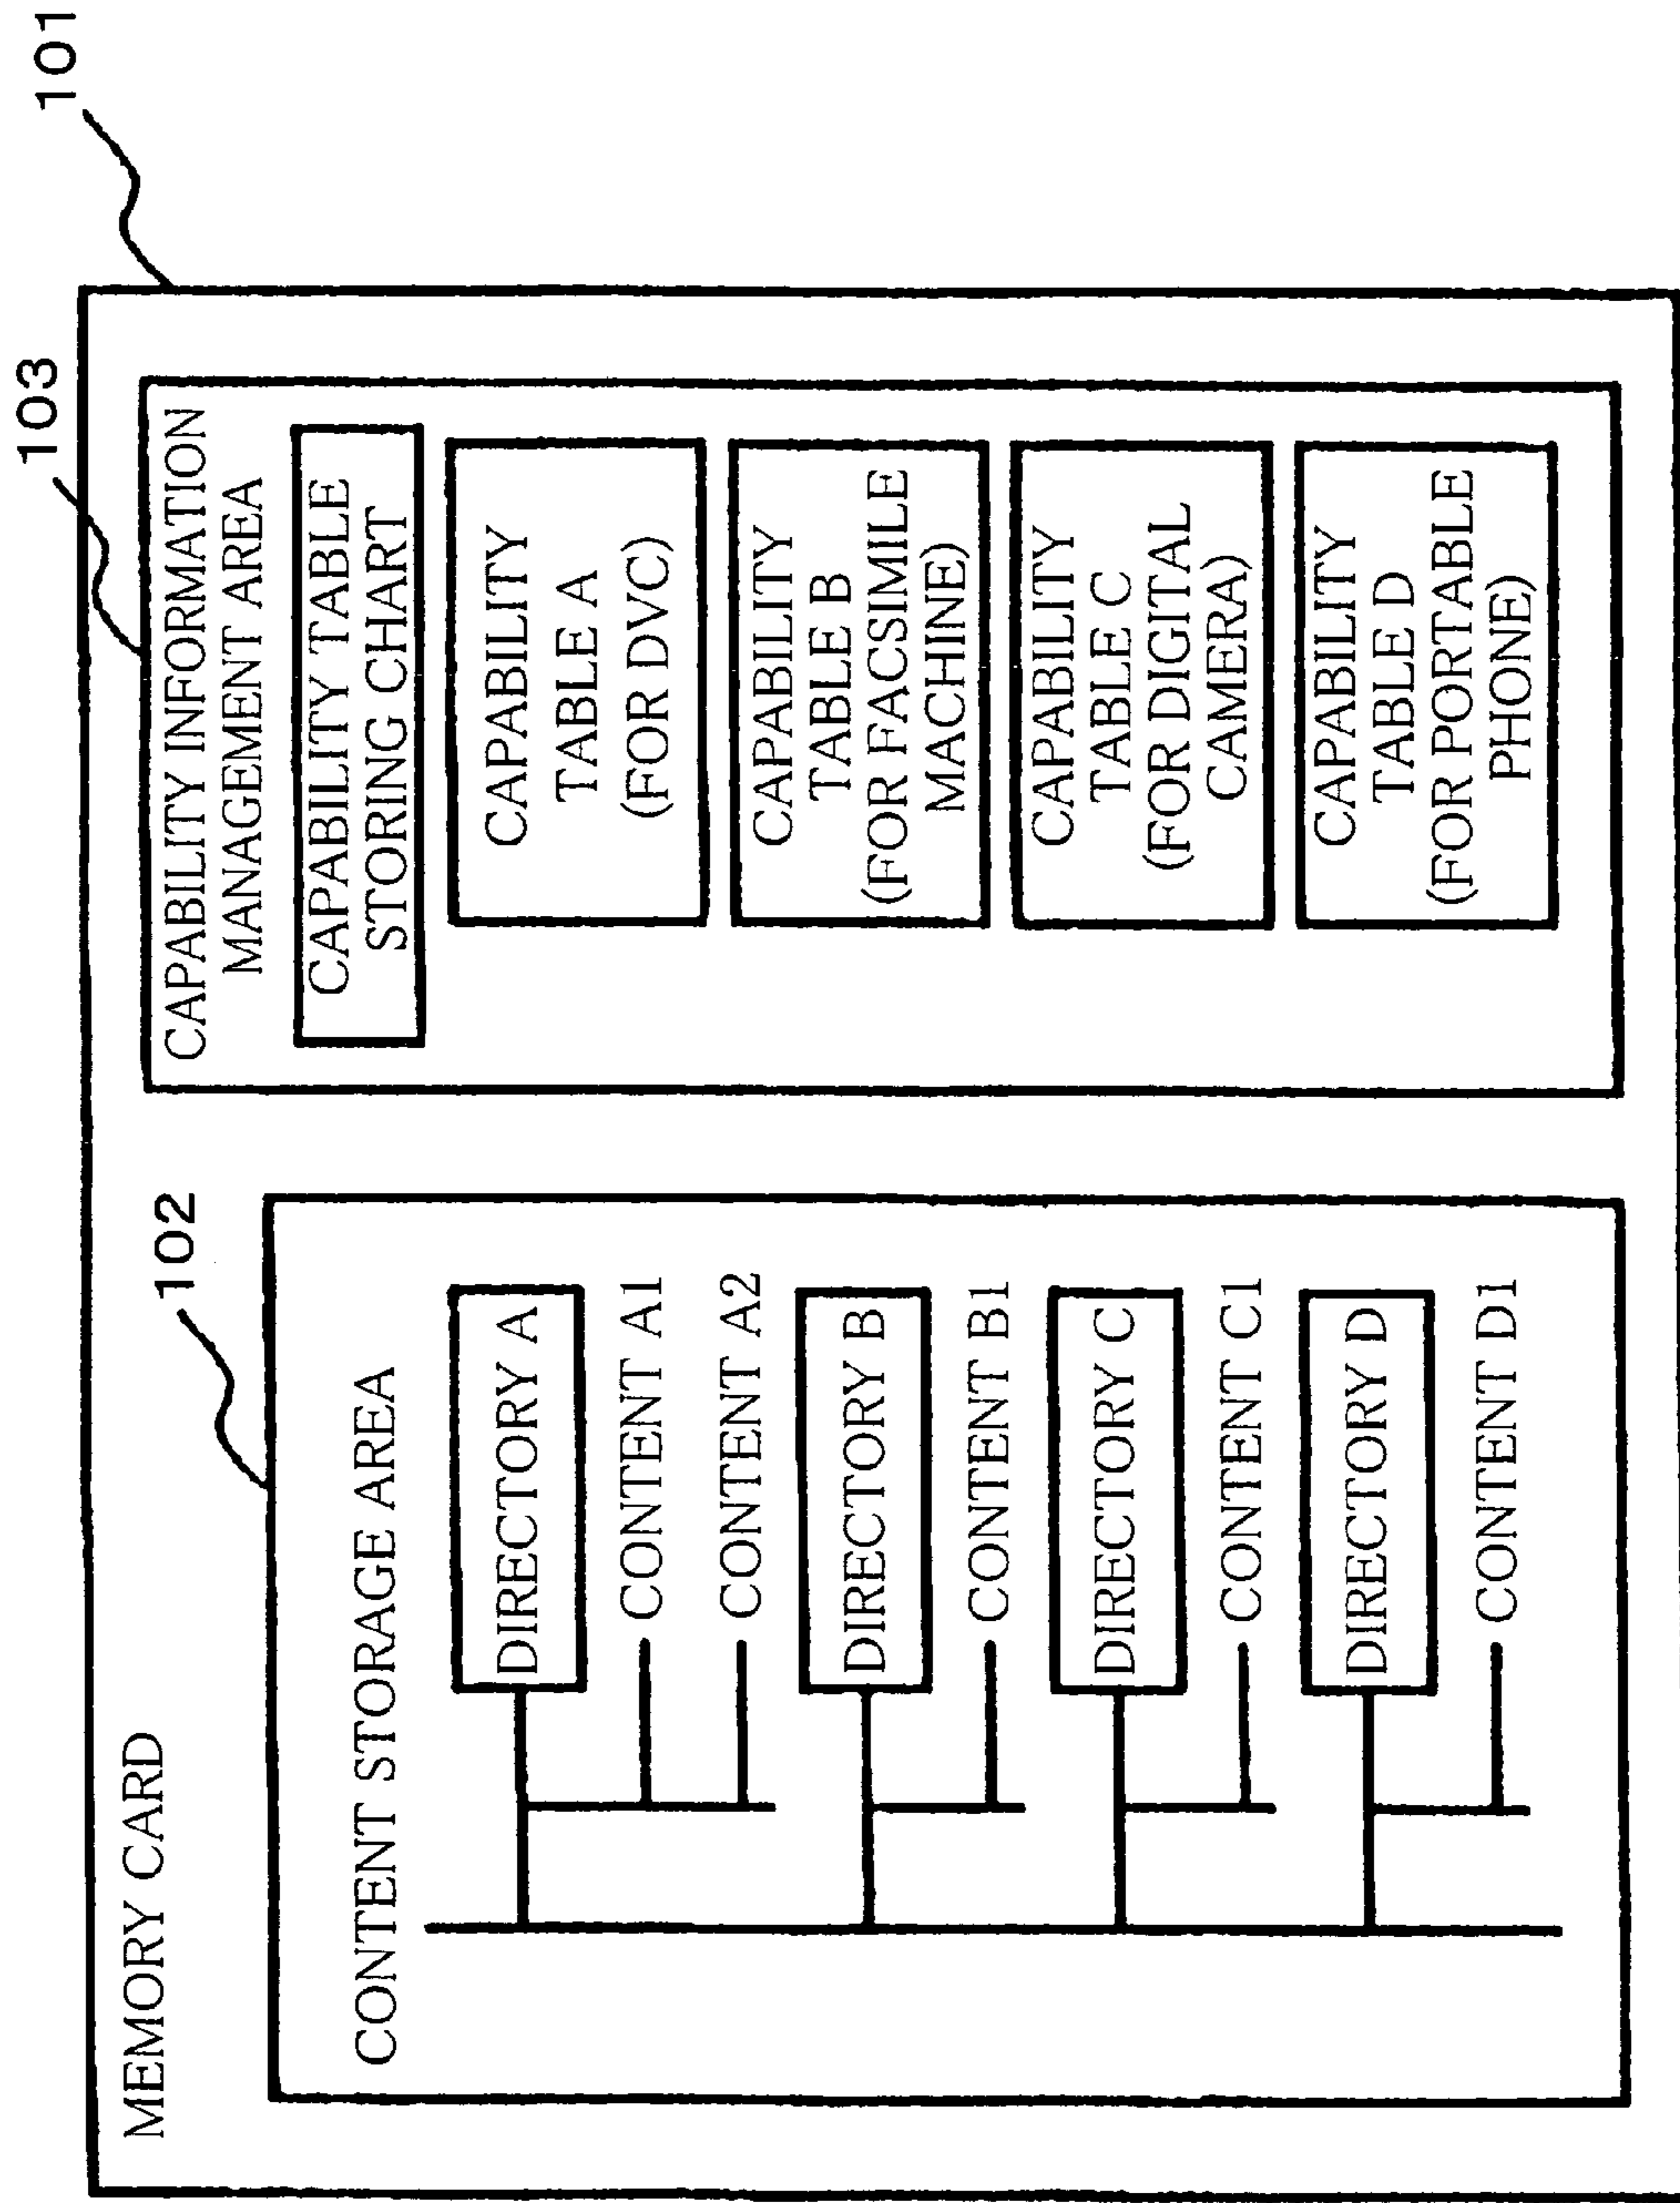 101
MEMORY CARD
102
CONTENT STORAGE AREA
DIRECTORY A
CONTENT A1
CONTENT A2
DIRECTORY B
CONTENT B1
DIRECTORY C
CONTENT C1
DIRECTORY D
CONTENT D1
103
CAPABILITY INFORMATION
MANAGEMENT AREA
CAPABILITY TABLE
STORING CHART
CAPABILITY
TABLE A
(FOR DVC)
CAPABILITY
TABLE B
(FOR FACSIMILE
MACHINE)
CAPABILITY
TABLE C
(FOR DIGITAL
CAMERA)
CAPABILITY
TABLE D
(FOR PORTABLE
PHONE)